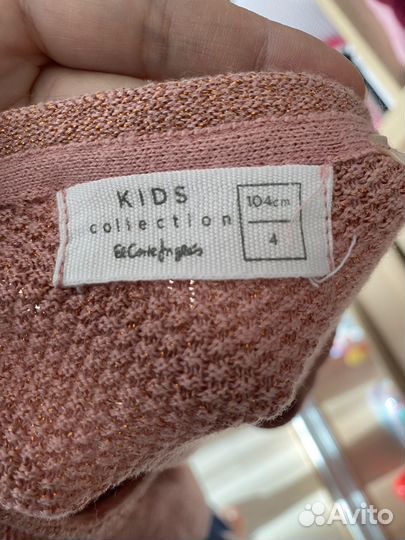 KIDS
collection
El Corte Inglés
104cm
4
Avito